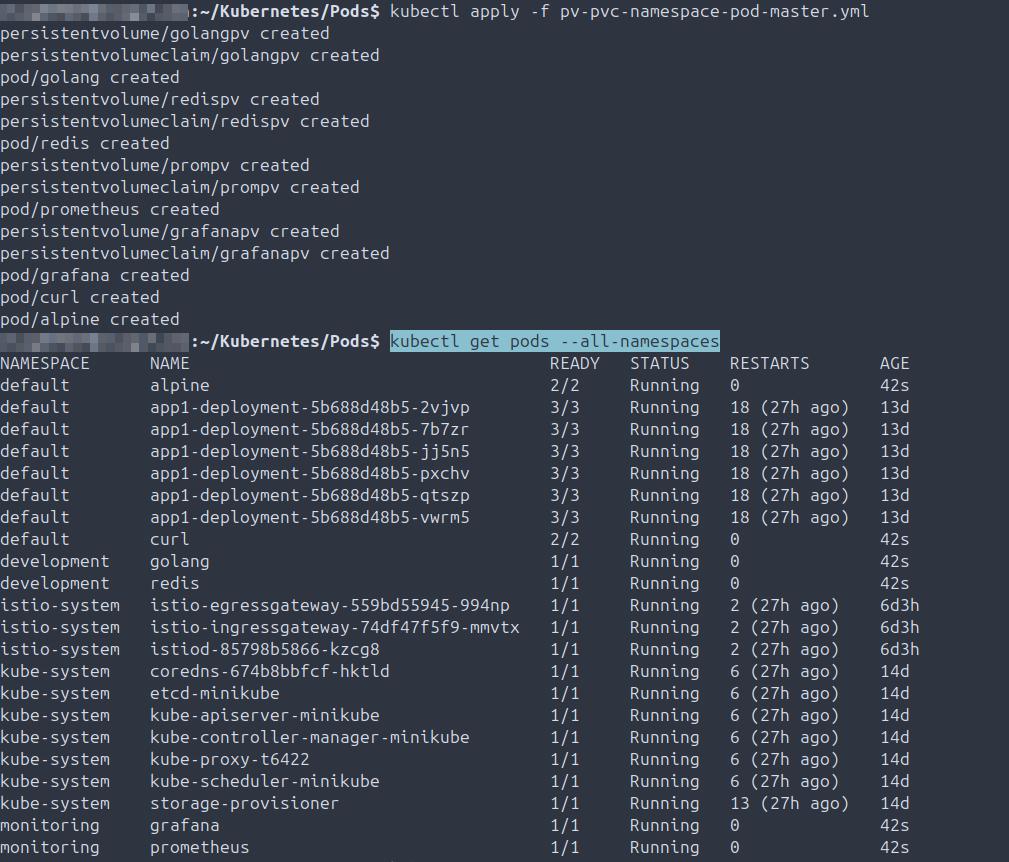 :~/Kubernetes/Pods$ kubectl apply -f pv-pvc-namespace-pod-master.yml
persistentvolume/golangpv created
persistentvolumeclaim/golangpv created
pod/golang created
persistentvolume/redispv created
persistentvolumeclaim/redispv created
pod/redis created
persistentvolume/prompv created
persistentvolumeclaim/prompv created
pod/prometheus created
persistentvolume/grafanapv created
persistentvolumeclaim/grafanapv created
pod/grafana created
pod/curl created
pod/alpine created
:~/Kubernetes/Pods$ kubectl get pods --all-namespaces
NAMESPACE NAME READY STATUS RESTARTS AGE
default alpine 2/2 Running 0 42s
default app1-deployment-5b688d48b5-2vjvp 3/3 Running 18 (27h ago) 13d
default app1-deployment-5b688d48b5-7b7zr 3/3 Running 18 (27h ago) 13d
default app1-deployment-5b688d48b5-jj5n5 3/3 Running 18 (27h ago) 13d
default app1-deployment-5b688d48b5-pxchv 3/3 Running 18 (27h ago) 13d
default app1-deployment-5b688d48b5-qtszp 3/3 Running 18 (27h ago) 13d
default app1-deployment-5b688d48b5-vwrm5 3/3 Running 18 (27h ago) 13d
default curl 2/2 Running 0 42s
development golang 1/1 Running 0 42s
development redis 1/1 Running 0 42s
istio-system istio-egressgateway-559bd55945-994np 1/1 Running 2 (27h ago) 6d3h
istio-system istio-ingressgateway-74df47f5f9-mmvtx 1/1 Running 2 (27h ago) 6d3h
istio-system istiod-85798b5866-kzcg8 1/1 Running 2 (27h ago) 6d3h
kube-system coredns-674b8bbfcf-hktld 1/1 Running 6 (27h ago) 14d
kube-system etcd-minikube 1/1 Running 6 (27h ago) 14d
kube-system kube-apiserver-minikube 1/1 Running 6 (27h ago) 14d
kube-system kube-controller-manager-minikube 1/1 Running 6 (27h ago) 14d
kube-system kube-proxy-t6422 1/1 Running 6 (27h ago) 14d
kube-system kube-scheduler-minikube 1/1 Running 6 (27h ago) 14d
kube-system storage-provisioner 1/1 Running 13 (27h ago) 14d
monitoring grafana 1/1 Running 0 42s
monitoring prometheus 1/1 Running 0 42s